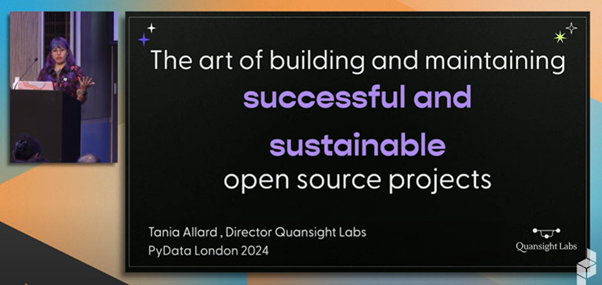 The art of building and maintaining
successful and
sustainable
open source projects
Tania Allard , Director Quansight Labs
PyData London 2024
Quansight Labs